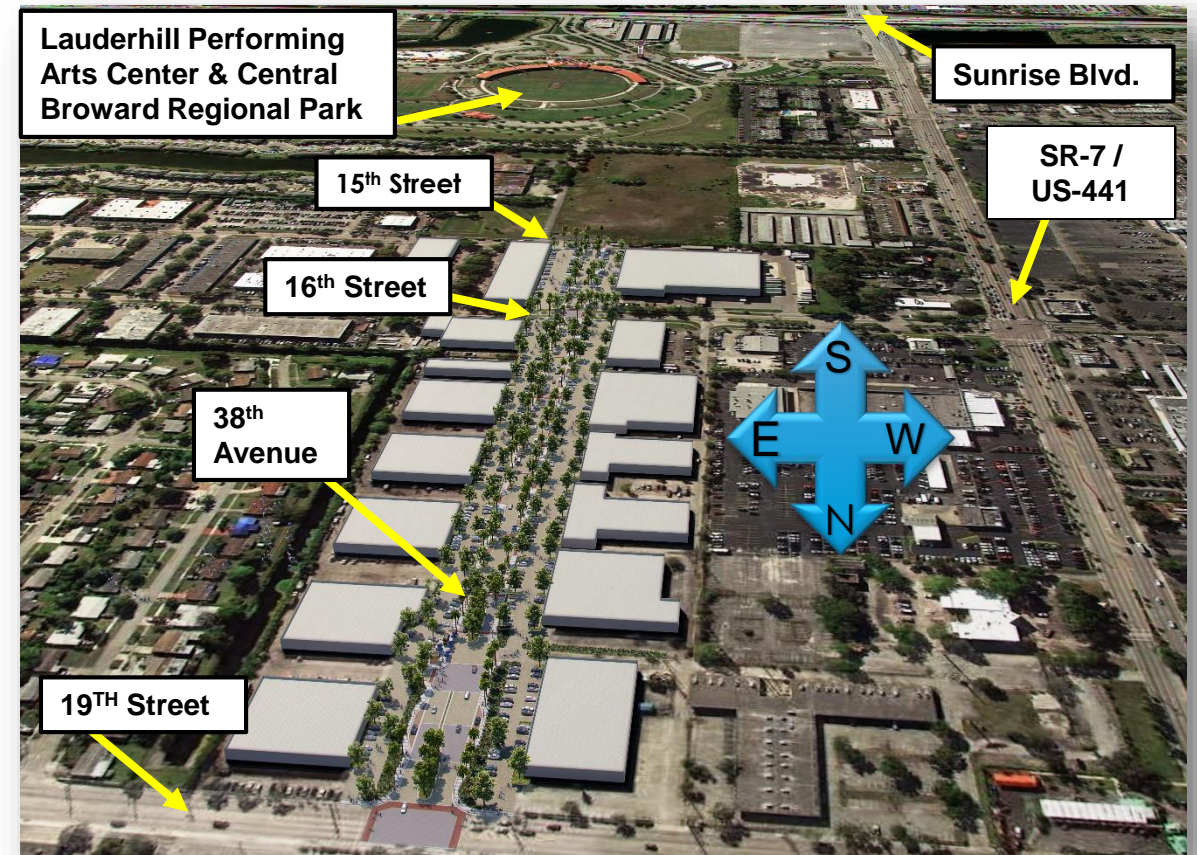 Lauderhill Performing
Arts Center & Central
Broward Regional Park
Sunrise Blvd.
SR-7 /
US-441
15th Street
16th Street
38th
Avenue
19TH Street
S
E
W
N